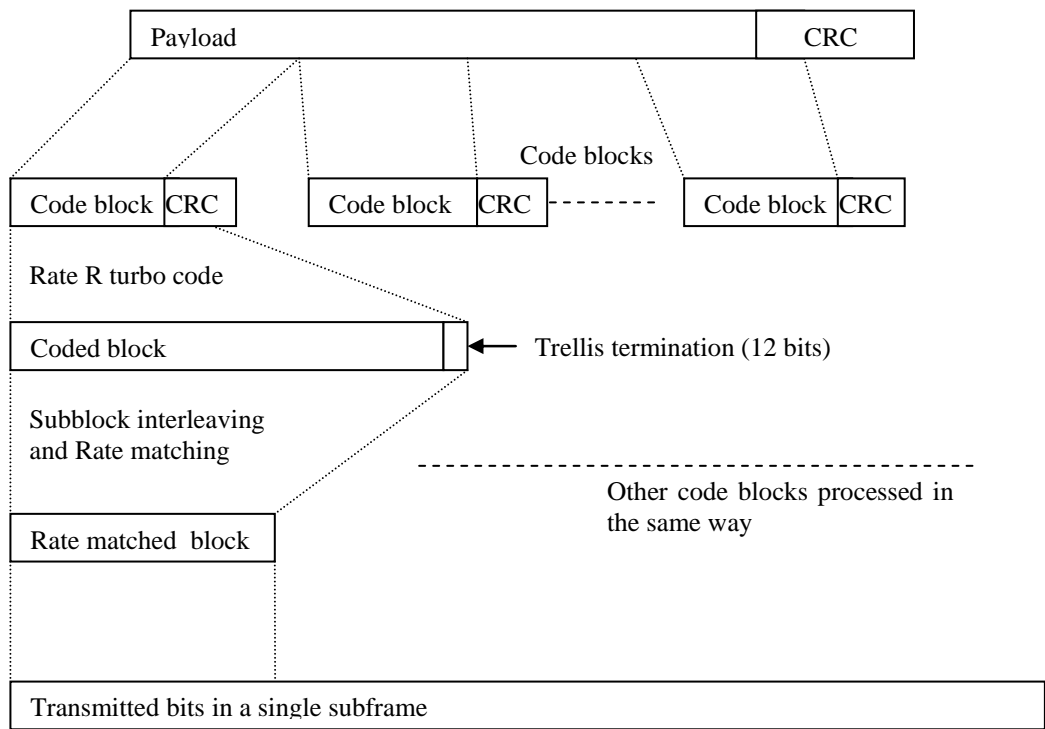 Payload CRC
Code blocks
Code block CRC Code block CRC Code block CRC
Rate R turbo code
Coded block
Trellis termination (12 bits)
Subblock interleaving
and Rate matching
Other code blocks processed in
the same way
Rate matched block
Transmitted bits in a single subframe